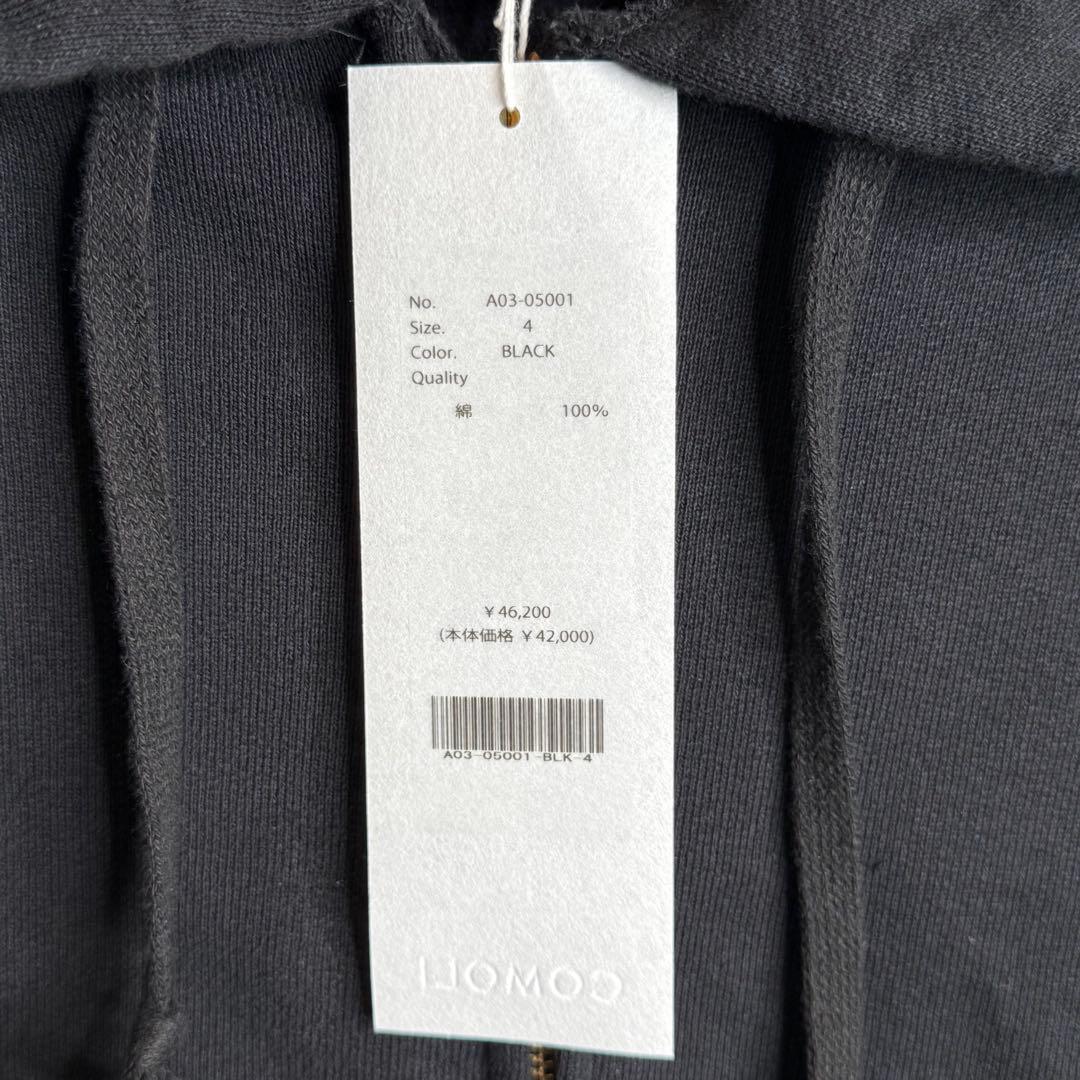 No. A03-05001
Size. 4
Color. BLACK
Quality
綿 100%
¥46,200
(本体価格 ¥42,000)
A03-05001-BLK-4
COMOLI